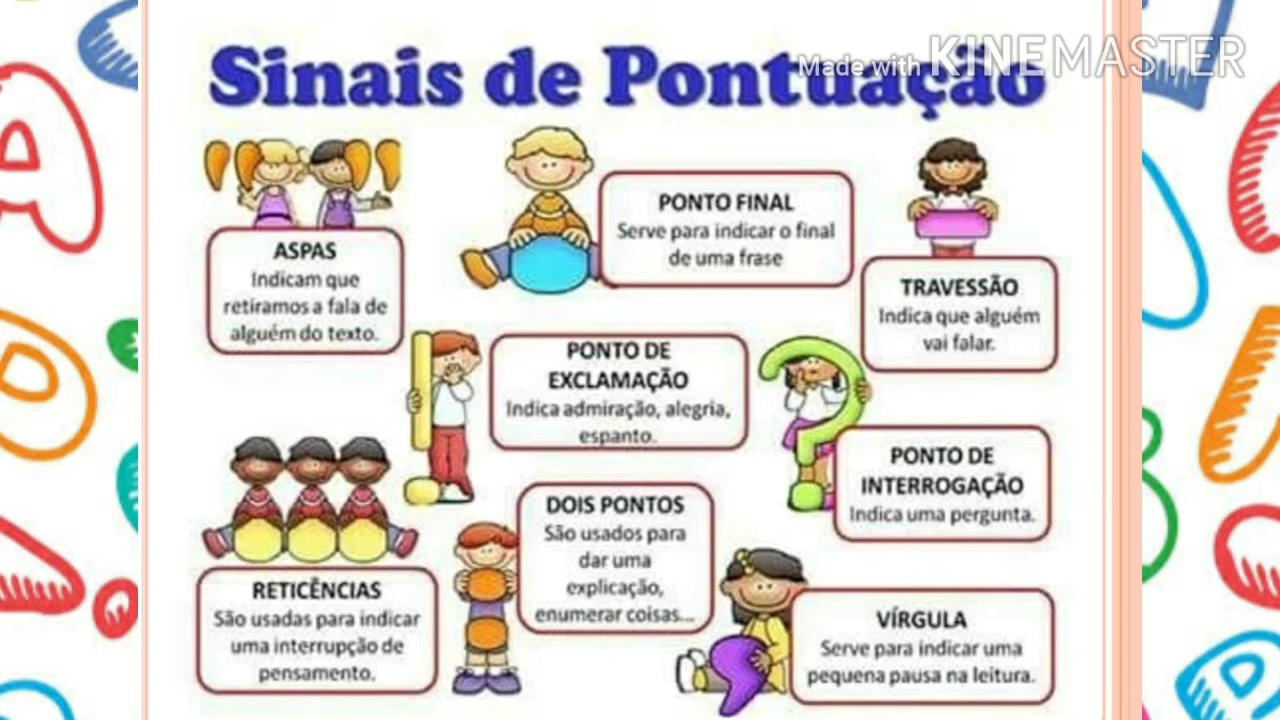 Sinais de Pontuação
Made with KINEMASTER
ASPAS
Indicam que
retiramos a fala de
alguém do texto.
PONTO FINAL
Serve para indicar o final
de uma frase
TRAVESSÃO
Indica que alguém
vai falar.
PONTO DE
EXCLAMAÇÃO
Indica admiração, alegria,
espanto.
PONTO DE
INTERROGAÇÃO
Indica uma pergunta.
RETICÊNCIAS
São usadas para indicar
uma interrupção de
pensamento.
DOIS PONTOS
São usados para
dar uma
explicação,
enumerar coisas...
VÍRGULA
Serve para indicar uma
pequena pausa na leitura.